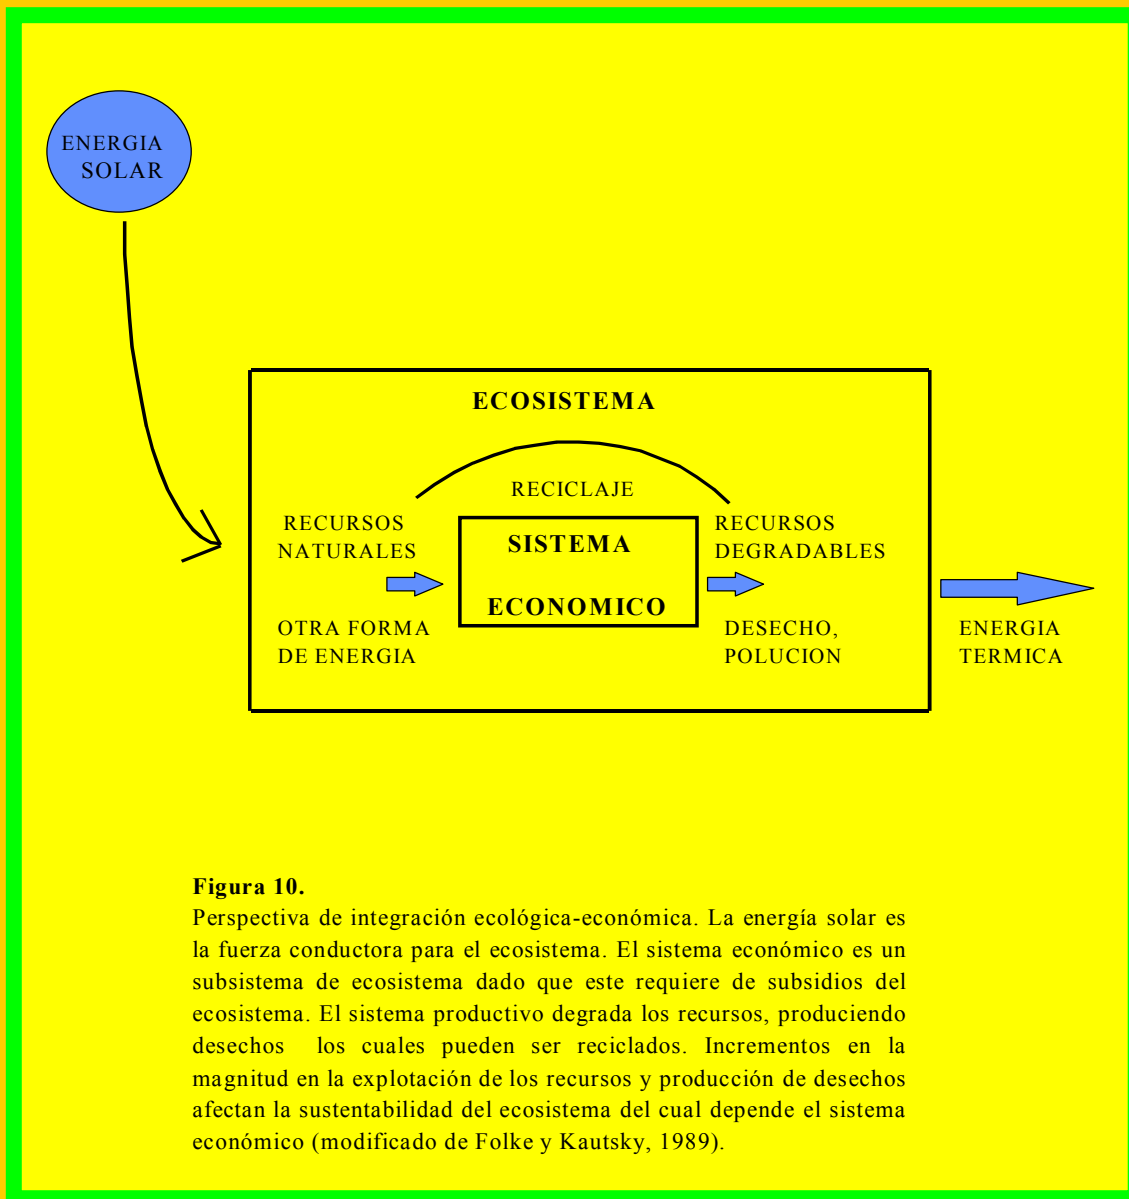 ENERGIA
SOLAR
ECOSISTEMA
RECICLAJE
RECURSOS
NATURALES
OTRA FORMA
DE ENERGIA
SISTEMA
ECONOMICO
RECURSOS
DEGRADABLES
DESECHO,
POLUCION
ENERGIA
TERMICA
Figura 10.
Perspectiva de integración ecológica-económica. La energía solar es
la fuerza conductora para el ecosistema. El sistema económico es un
subsistema de ecosistema dado que este requiere de subsidios del
ecosistema. El sistema productivo degrada los recursos, produciendo
desechos los cuales pueden ser reciclados. Incrementos en la
magnitud en la explotación de los recursos y producción de desechos
afectan la sustentabilidad del ecosistema del cual depende el sistema
económico (modificado de Folke y Kautsky, 1989).